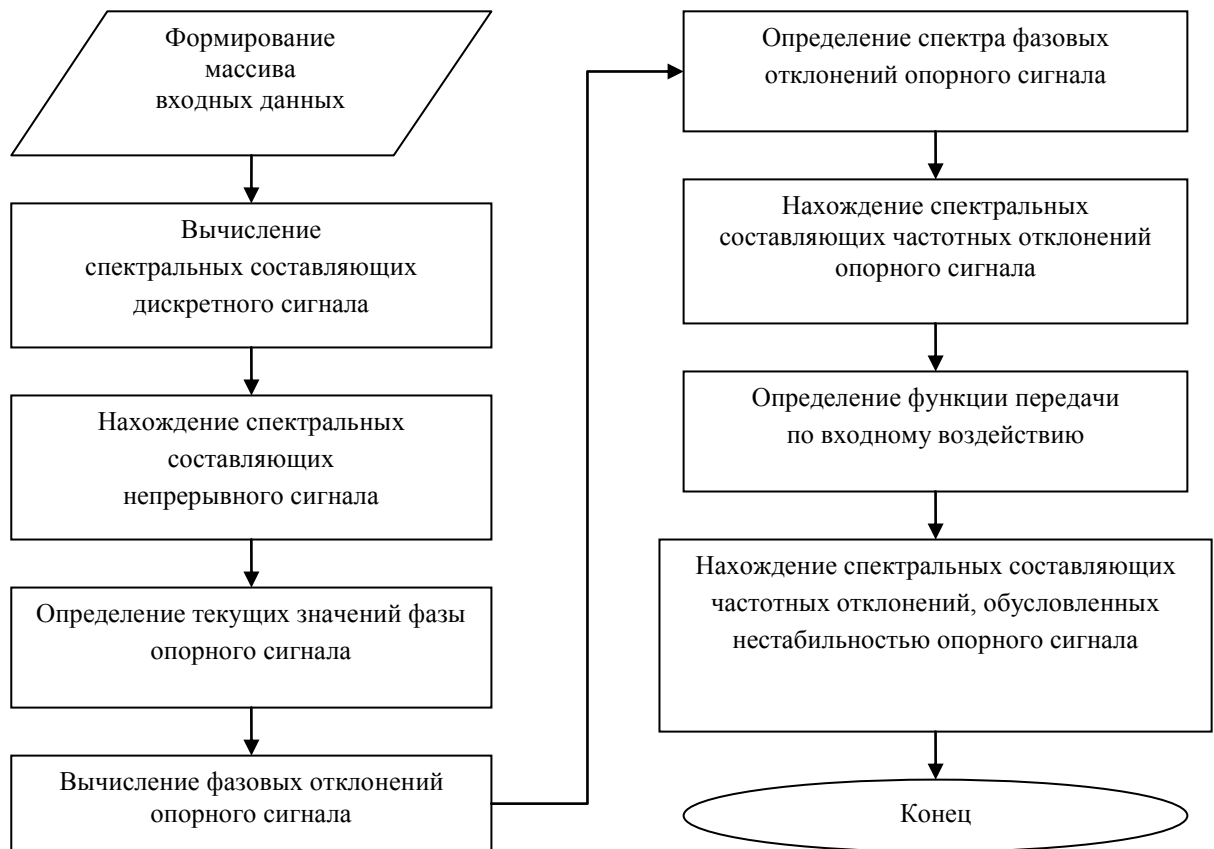 Формирование
массива
входных данных
Вычисление
спектральных составляющих
дискретного сигнала
Нахождение спектральных
составляющих
непрерывного сигнала
Определение текущих значений фазы
опорного сигнала
Вычисление фазовых отклонений
опорного сигнала
Определение спектра фазовых
отклонений опорного сигнала
Нахождение спектральных
составляющих частотных отклонений
опорного сигнала
Определение функции передачи
по входному воздействию
Нахождение спектральных составляющих
частотных отклонений, обусловленных
нестабильностью опорного сигнала
Конец